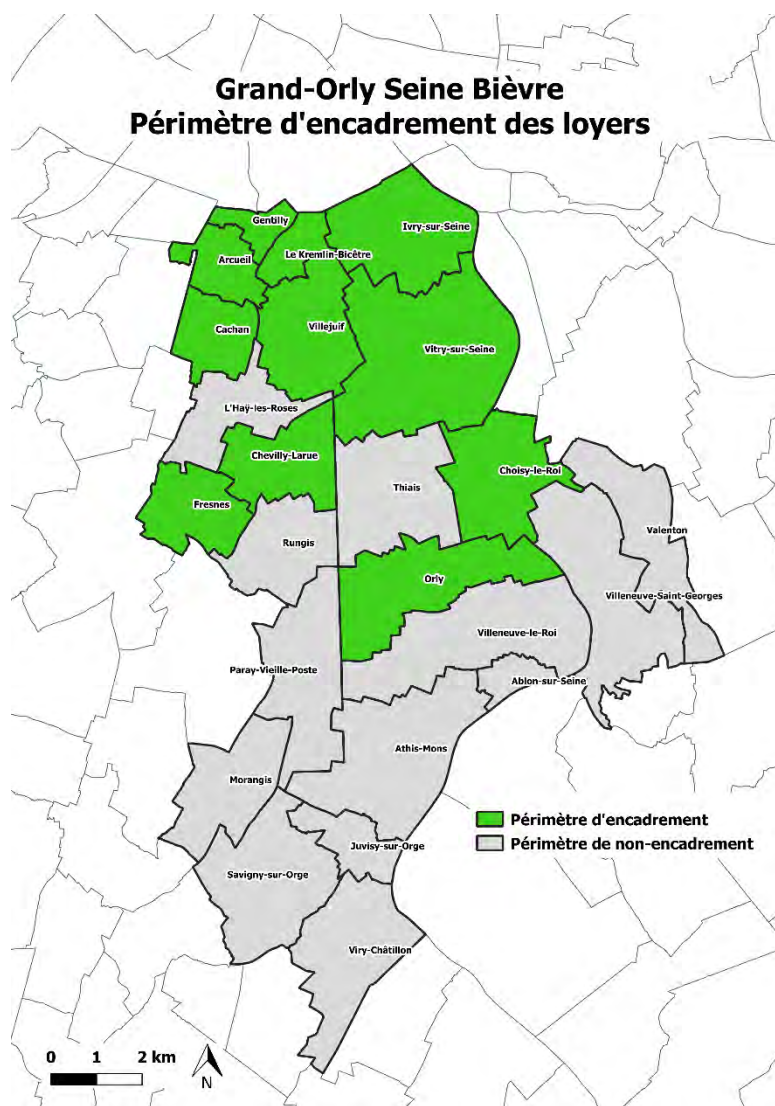 Grand-Orly Seine Bièvre
Périmètre d'encadrement des loyers
Gentilly
Ivry-sur-Seine
Le Kremlin-Bicêtre
Arcueil
Cachan
Villejuif
Vitry-sur-Seine
L'Haÿ-les-Roses
Chevilly-Larue
Choisy-le-Roi
Thiais
Fresnes
Valenton
Rungis
Orly
Villeneuve-Saint-Georges
Villeneuve-le-Roi
Paray-Vieille-Poste
Ablon-sur-Seine
Athis-Mons
Morangis
Périmètre d'encadrement
Périmètre de non-encadrement
Juvisy-sur-Orge
Savigny-sur-Orge
Viry-Châtillon
0 1 2 km
N